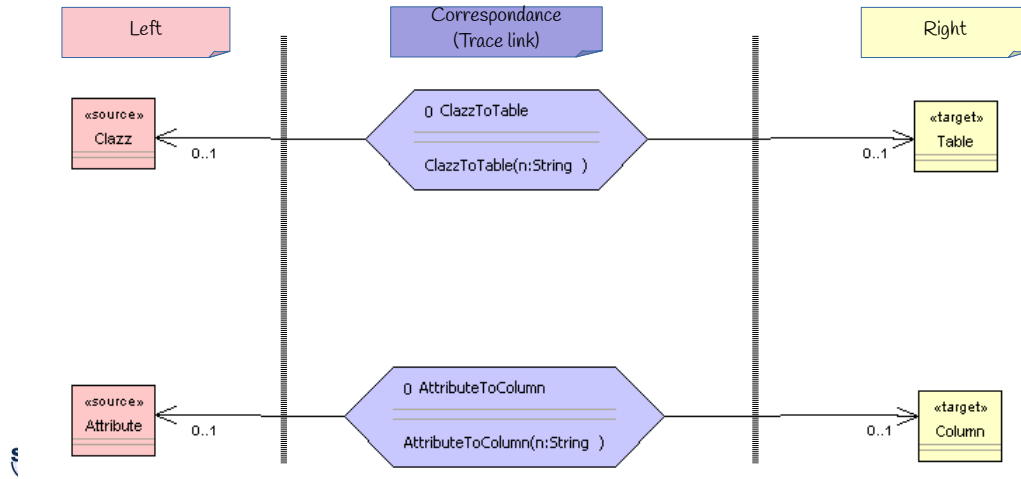 Left
Correspondance
(Trace link)
Right
«source»
Clazz
0..1
0 ClazzToTable
ClazzToTable(n:String )
0..1
«target»
Table
«source»
Attribute
0..1
0 AttributeToColumn
AttributeToColumn(n:String )
0..1
«target»
Column